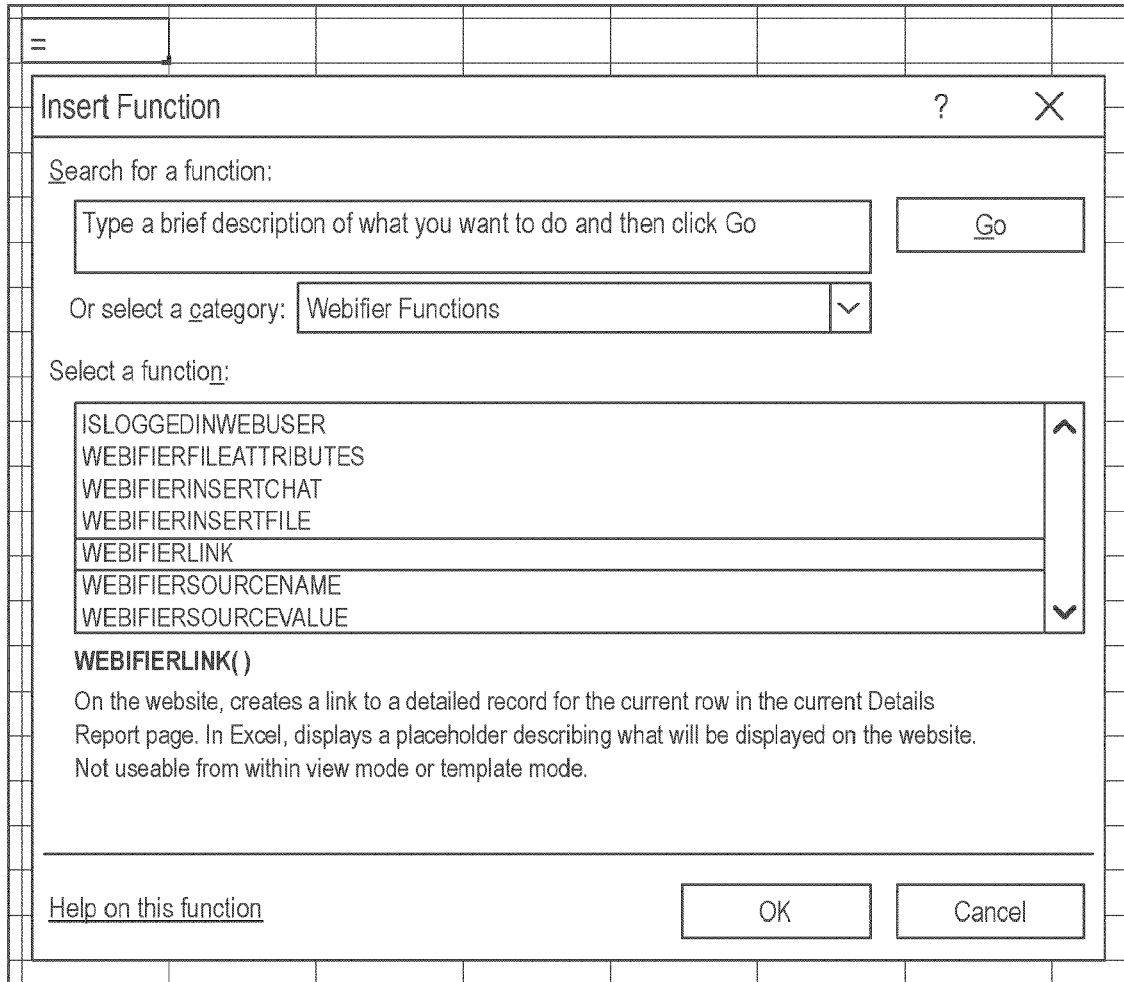 =
Insert Function ? X
Search for a function:
Type a brief description of what you want to do and then click Go
Go
Or select a category: Webifier Functions
Select a function:
ISLOGGEDINWEBUSER
WEBIFIERFILEATTRIBUTES
WEBIFIERINSERTCHAT
WEBIFIERINSERTFILE
WEBIFIERLINK
WEBIFIERSOURCENAME
WEBIFIERSOURCEVALUE
WEBIFIERLINK( )
On the website, creates a link to a detailed record for the current row in the current Details
Report page. In Excel, displays a placeholder describing what will be displayed on the website.
Not useable from within view mode or template mode.
Help on this function
OK
Cancel